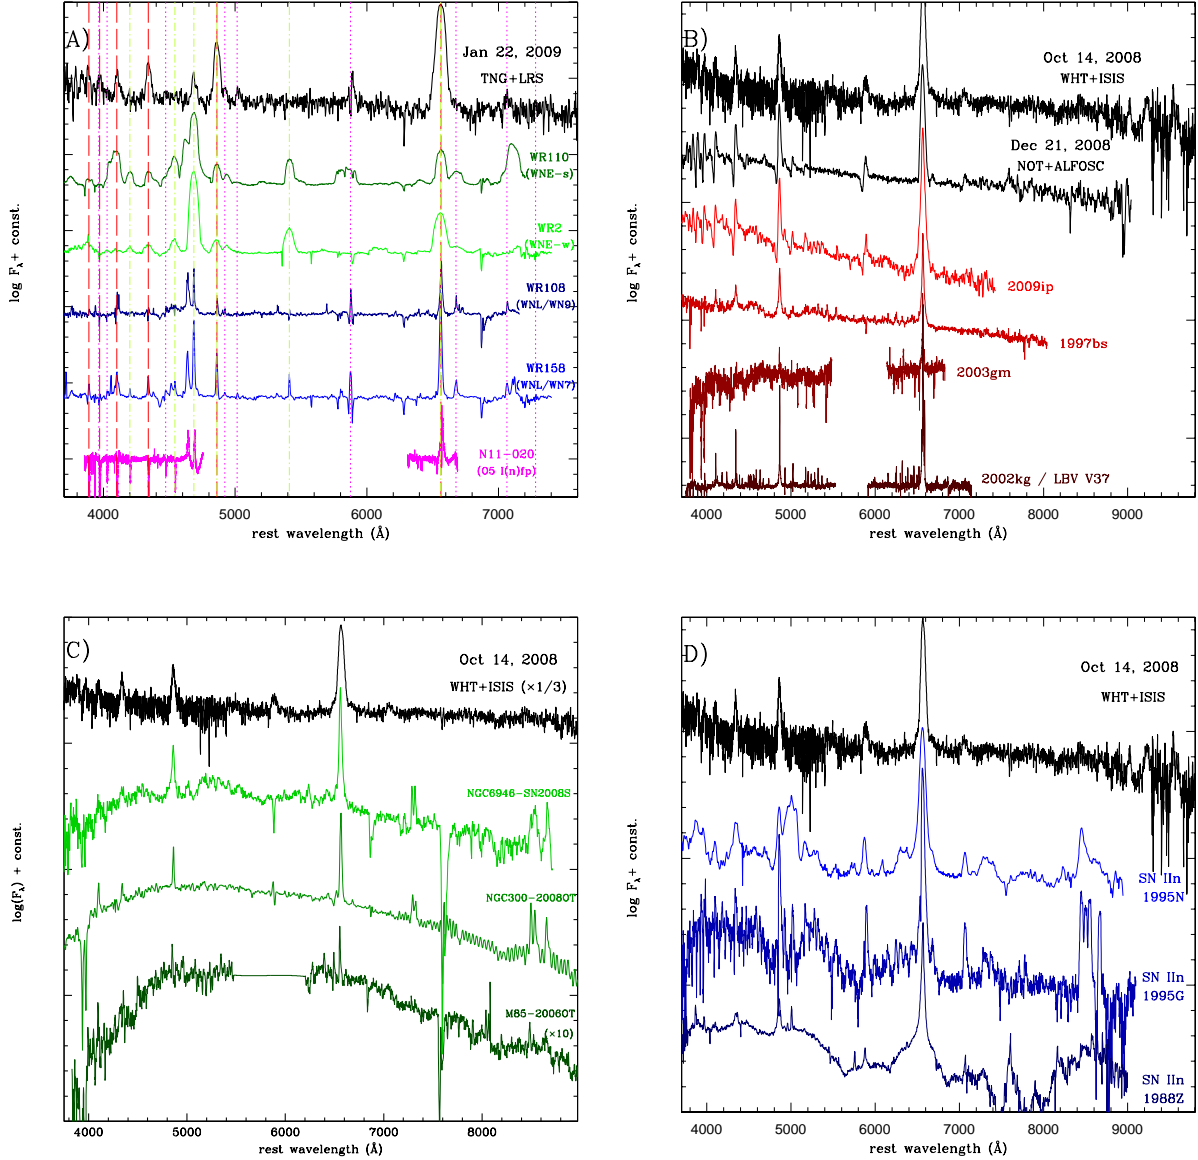 A)
Jan 22, 2009
TNG+LRS
WR110
(WNE-s)
WR2
(WNE-w)
WR108
(WNL/WN9)
WR158
(WNL/WN7)
N11-020
(O5 I(n)fp)
log Fλ+ const.
4000 5000 6000 7000
rest wavelength (Å)
B)
Oct 14, 2008
WHT+ISIS
Dec 21, 2008
NOT+ALFOSC
2009ip
1997bs
2003gm
2002kg / LBV V37
log Fλ+ const.
4000 5000 6000 7000 8000 9000
rest wavelength (Å)
C)
Oct 14, 2008
WHT+ISIS (×1/3)
NGC6946-SN2008S
NGC300-2008OT
M85-2006OT
(×10)
log(Fλ) + const.
4000 5000 6000 7000 8000
rest wavelength (Å)
D)
Oct 14, 2008
WHT+ISIS
SN IIn
1995N
SN IIn
1995G
SN IIn
1988Z
log Fλ+ const.
4000 5000 6000 7000 8000 9000
rest wavelength (Å)